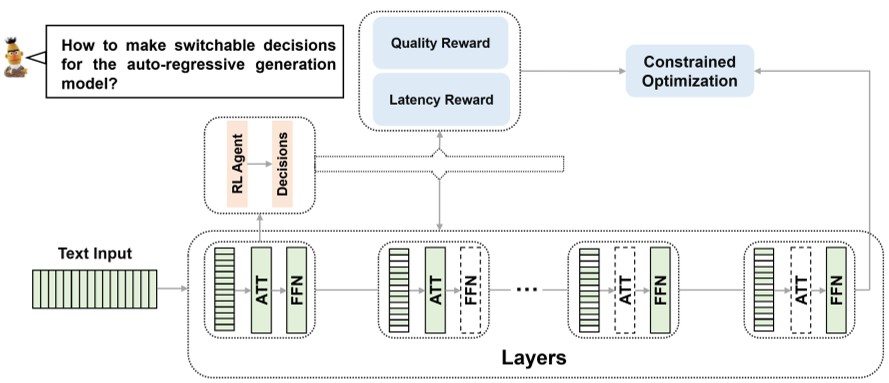 How to make switchable decisions
for the auto-regressive generation
model?
Quality Reward
Latency Reward
Constrained
Optimization
RL Agent
Decisions
Text Input
ATT
FFN
ATT
FFN
...
ATT
FFN
ATT
FFN
Layers